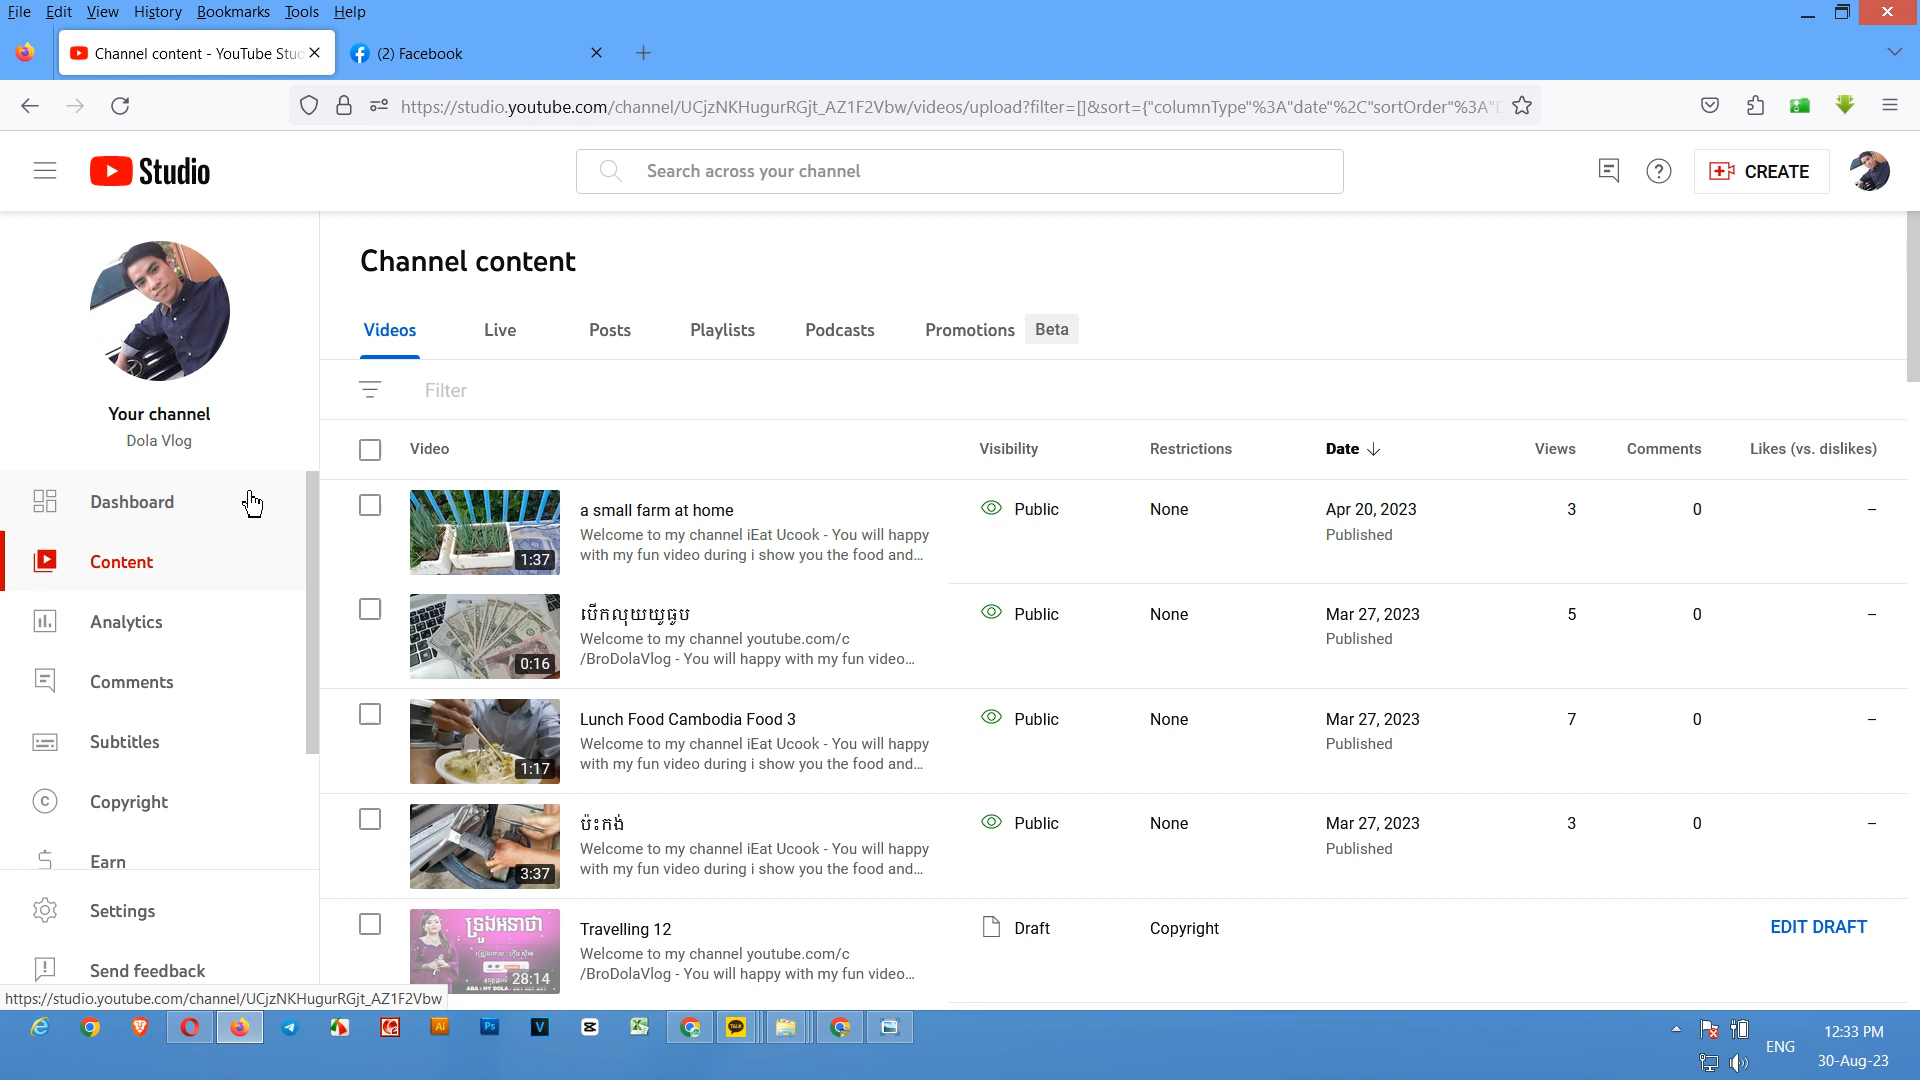 File Edit View History Bookmarks Tools Help
Channel content - YouTube Stud
(2) Facebook
https://studio.youtube.com/channel/UCjzNKHugurRGjt_AZ1F2Vbw/videos/upload?filter=[]&sort={"columnType"%3A"date"%2C"sortOrder"%3A"
Studio
Search across your channel
CREATE
Your channel
Dola Vlog
Dashboard
Content
Analytics
Comments
Subtitles
Copyright
Earn
Settings
Send feedback
Channel content
Videos Live Posts Playlists Podcasts Promotions Beta
Filter
Video Visibility Restrictions Date Views Comments Likes (vs. dislikes)
1:37
a small farm at home
Welcome to my channel iEat Ucook - You will happy
with my fun video during i show you the food and...
Public None Apr 20, 2023 3 0 –
Published
0:16
បើកលុយយូធូប
Welcome to my channel youtube.com/c
/BroDolaVlog - You will happy with my fun video...
Public None Mar 27, 2023 5 0 –
Published
1:17
Lunch Food Cambodia Food 3
Welcome to my channel iEat Ucook - You will happy
with my fun video during i show you the food and...
Public None Mar 27, 2023 7 0 –
Published
3:37
ប៉ះកង់
Welcome to my channel iEat Ucook - You will happy
with my fun video during i show you the food and...
Public None Mar 27, 2023 3 0 –
Published
ទ្រូងអនាថា
28:14
Travelling 12
Welcome to my channel youtube.com/c
/BroDolaVlog - You will happy with my fun video...
Draft Copyright EDIT DRAFT
https://studio.youtube.com/channel/UCjzNKHugurRGjt_AZ1F2Vbw
Ai
Ps
V
TALK
ENG
12:33 PM
30-Aug-23